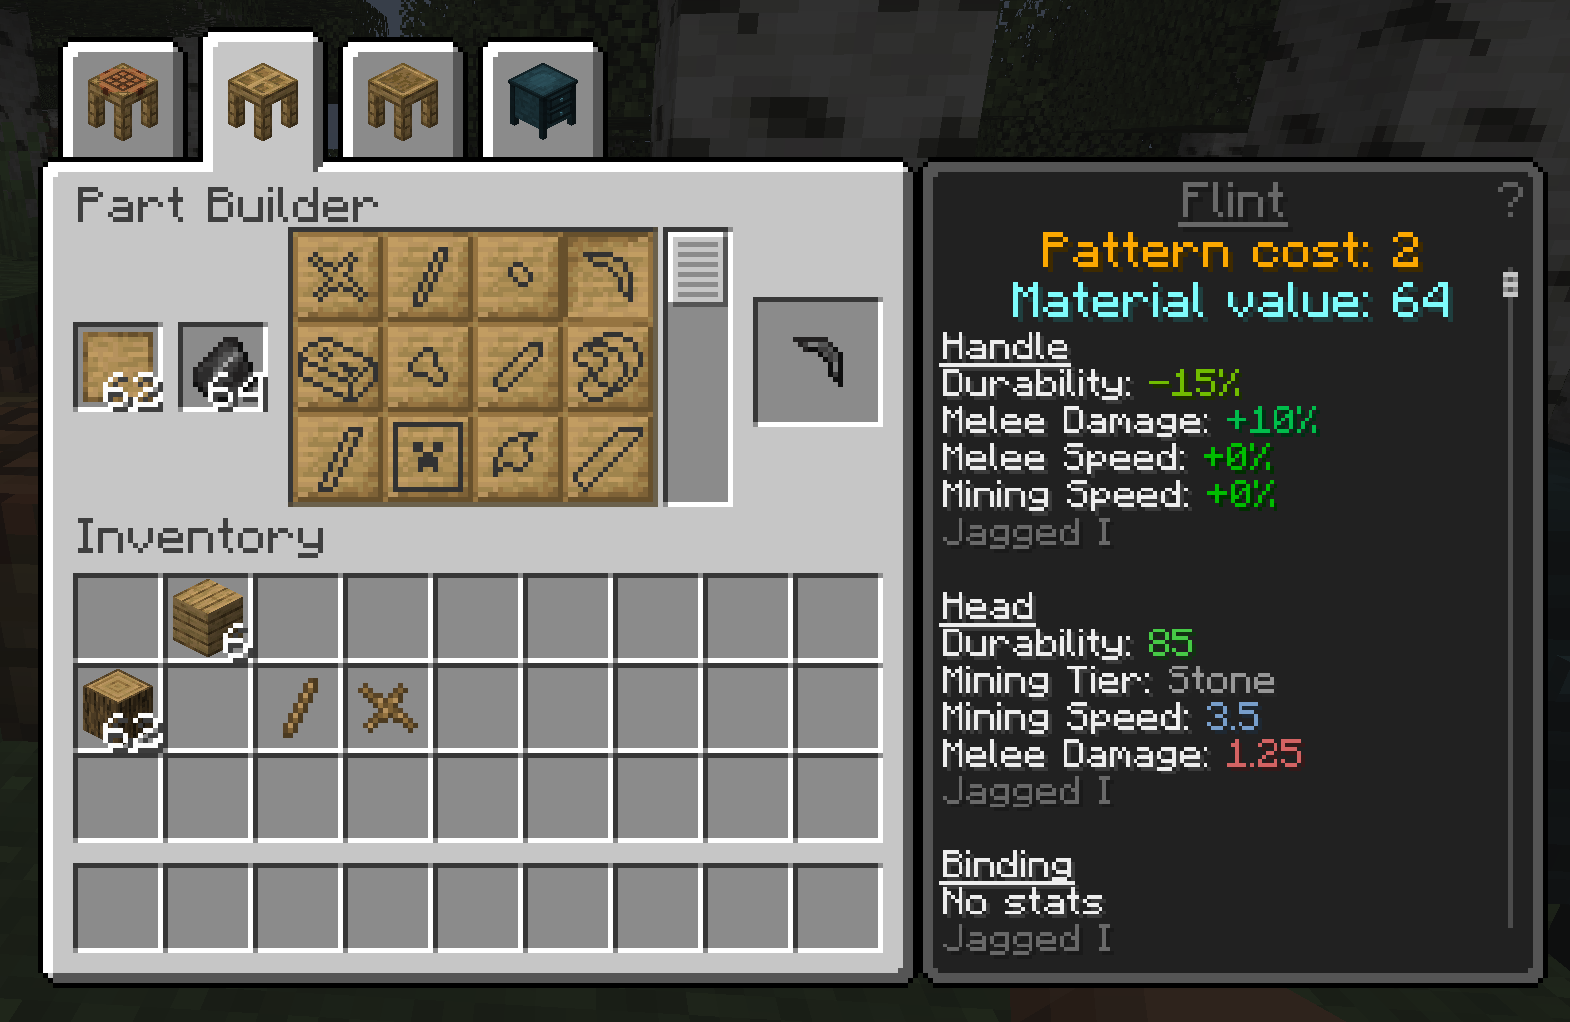 Part Builder
62
64
Inventory
6
62
Flint
?
Pattern cost: 2
Material value: 64
Handle
Durability: -15%
Melee Damage: +10%
Melee Speed: +0%
Mining Speed: +0%
Jagged I
Head
Durability: 85
Mining Tier: Stone
Mining Speed: 3.5
Melee Damage: 1.25
Jagged I
Binding
No stats
Jagged I